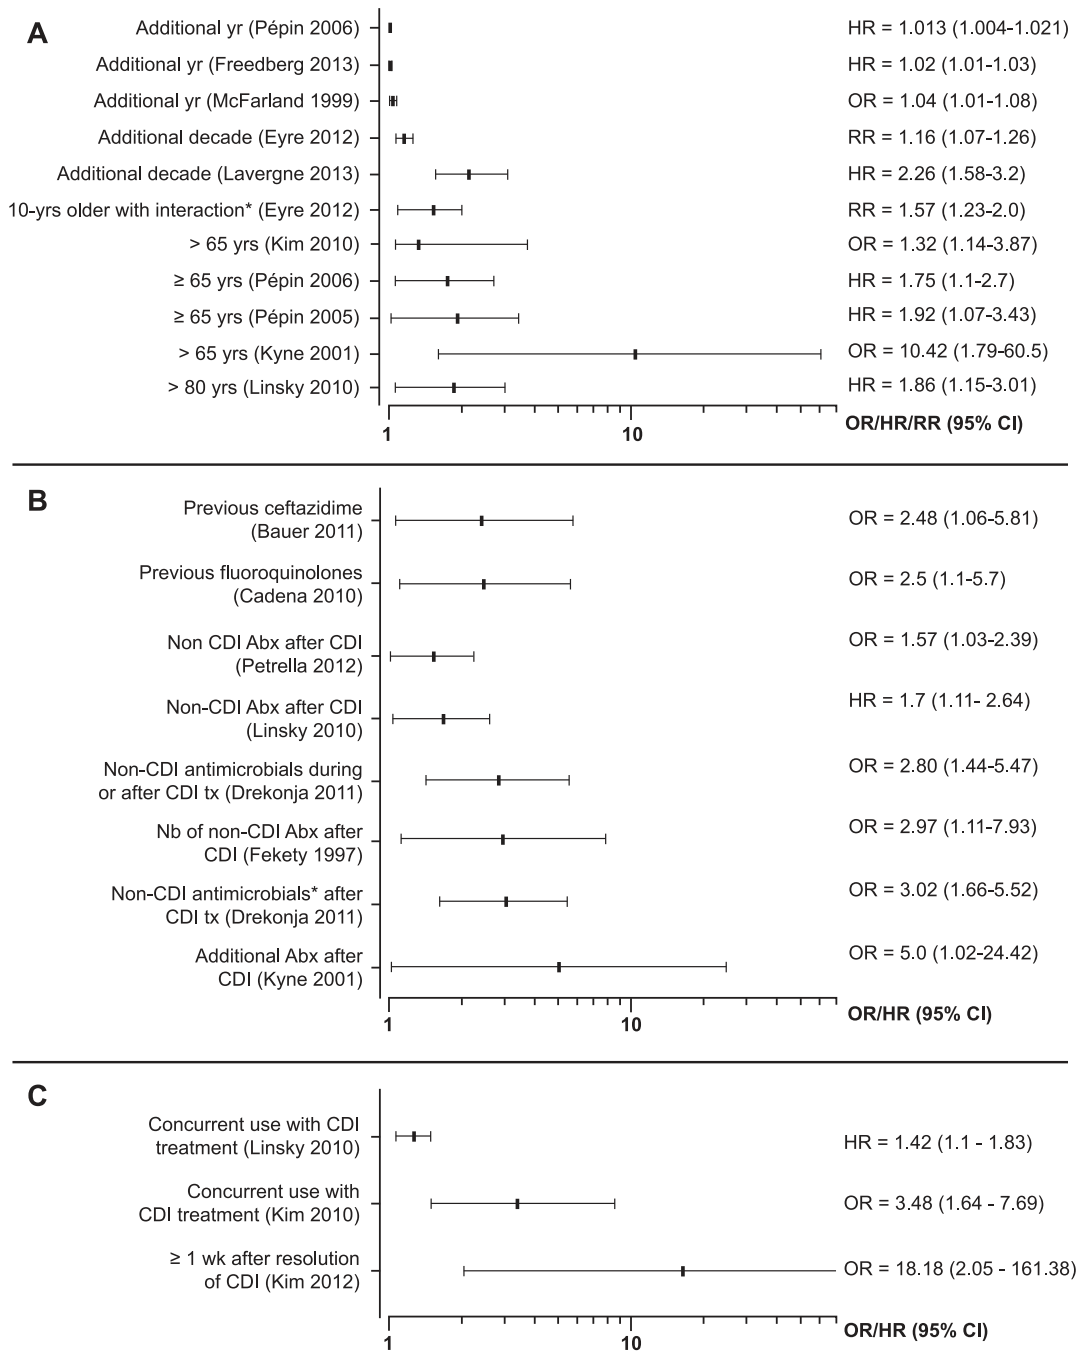 A
Additional yr (Pépin 2006) HR = 1.013 (1.004-1.021)
Additional yr (Freedberg 2013) HR = 1.02 (1.01-1.03)
Additional yr (McFarland 1999) OR = 1.04 (1.01-1.08)
Additional decade (Eyre 2012) RR = 1.16 (1.07-1.26)
Additional decade (Lavergne 2013) HR = 2.26 (1.58-3.2)
10-yrs older with interaction* (Eyre 2012) RR = 1.57 (1.23-2.0)
> 65 yrs (Kim 2010) OR = 1.32 (1.14-3.87)
≥ 65 yrs (Pépin 2006) HR = 1.75 (1.1-2.7)
≥ 65 yrs (Pépin 2005) HR = 1.92 (1.07-3.43)
> 65 yrs (Kyne 2001) OR = 10.42 (1.79-60.5)
> 80 yrs (Linsky 2010) HR = 1.86 (1.15-3.01)
1 10 OR/HR/RR (95% CI)
B
Previous ceftazidime
(Bauer 2011) OR = 2.48 (1.06-5.81)
Previous fluoroquinolones
(Cadena 2010) OR = 2.5 (1.1-5.7)
Non CDI Abx after CDI
(Petrella 2012) OR = 1.57 (1.03-2.39)
Non-CDI Abx after CDI
(Linsky 2010) HR = 1.7 (1.11- 2.64)
Non-CDI antimicrobials during
or after CDI tx (Drekonja 2011) OR = 2.80 (1.44-5.47)
Nb of non-CDI Abx after
CDI (Fekety 1997) OR = 2.97 (1.11-7.93)
Non-CDI antimicrobials* after
CDI tx (Drekonja 2011) OR = 3.02 (1.66-5.52)
Additional Abx after
CDI (Kyne 2001) OR = 5.0 (1.02-24.42)
1 10 OR/HR (95% CI)
C
Concurrent use with CDI
treatment (Linsky 2010) HR = 1.42 (1.1 - 1.83)
Concurrent use with
CDI treatment (Kim 2010) OR = 3.48 (1.64 - 7.69)
≥ 1 wk after resolution
of CDI (Kim 2012) OR = 18.18 (2.05 - 161.38)
1 10 OR/HR (95% CI)